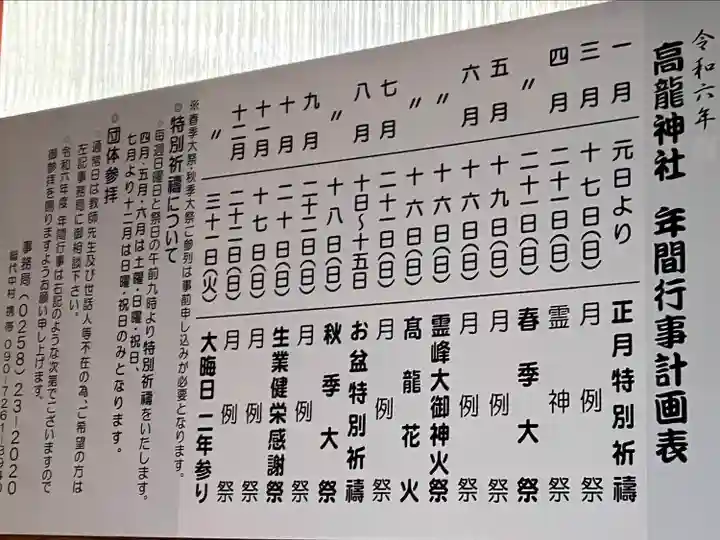 令和六年
高龍神社 年間行事計画表
一月 元日より 正月特別祈禱
三月 十七日(日) 月例祭
四月 二十一日(日) 霊神祭
〃 二十一日(日) 春季大祭
五月 十九日(日) 月例祭
六月 十六日(日) 月例祭
〃 十六日(日) 霊峰大御神火祭
〃 十六日(日) 髙龍花火
七月 二十一日(日) 月例祭
八月 十日〜十五日 お盆特別祈禱
〃 十八日(日) 秋季大祭
九月 二十二日(日) 月例祭
十月 二十日(日) 生業健栄感謝祭
十一月 十七日(日) 月例祭
十二月 二十二日(日) 月例祭
〃 三十一日(火) 大晦日二年参り
※春季大祭・秋季大祭ご参列は事前申し込みが必要となります。
◎特別祈禱について
○毎週日曜日と祭日の午前九時より特別祈禱をいたします。
四月・五月・六月は土曜・日曜・祝日、
七月より十二月は日曜・祝日のみとなります。
◎団体参拝
○通常日は教師先生及び世話人等不在の為、ご希望の方は
左記事務局に御相談下さい。
○令和六年度 年間行事は右記のような次第でございますので
御参拝を賜りますようお願い申し上げます。
事務局(0258)23-2020
職代中村 携帯 090-7261-3940